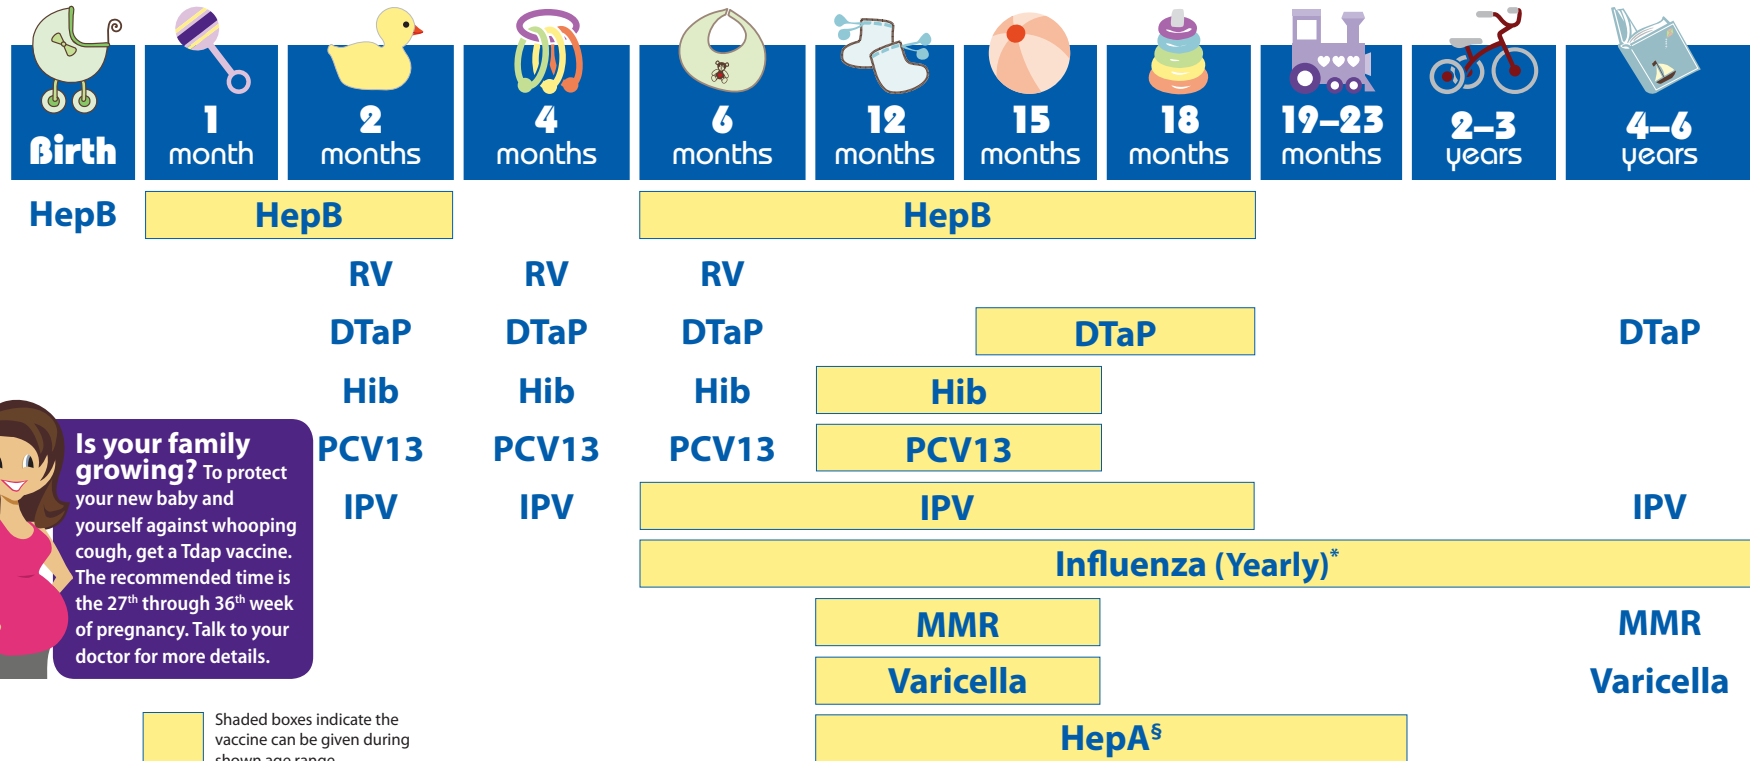 Birth
1
month
2
months
4
months
6
months
12
months
15
months
18
months
19–23
months
2–3
years
4–6
years
HepB HepB HepB
RV RV RV
DTaP DTaP DTaP DTaP DTaP
Hib Hib Hib Hib
PCV13 PCV13 PCV13 PCV13
IPV IPV IPV IPV
Influenza (Yearly)*
MMR MMR
Varicella Varicella
HepA§
Is your family
growing? To protect
your new baby and
yourself against whooping
cough, get a Tdap vaccine.
The recommended time is
the 27th through 36th week
of pregnancy. Talk to your
doctor for more details.
Shaded boxes indicate the
vaccine can be given during
shown age range